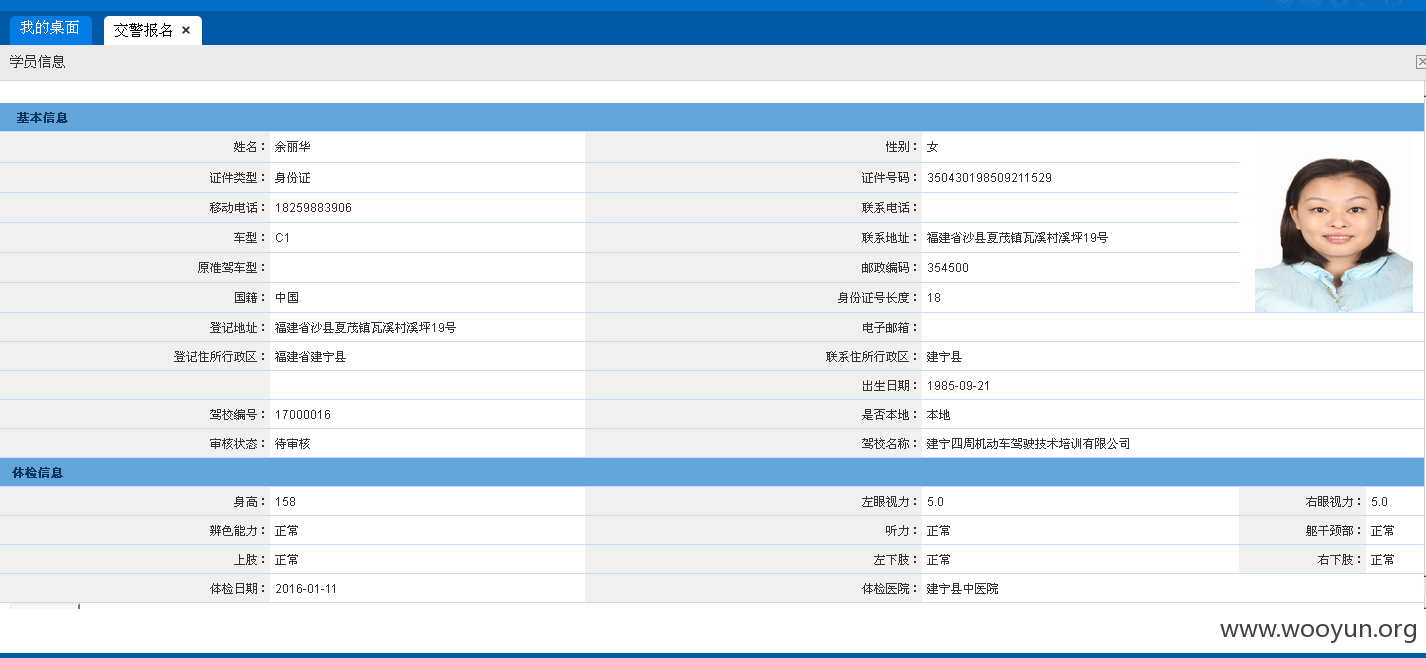 我的桌面 交警报名 ×
学员信息
基本信息
姓名： 余丽华 性别： 女
证件类型： 身份证 证件号码： 350430198509211529
移动电话： 18259883906 联系电话：
车型： C1 联系地址： 福建省沙县夏茂镇瓦溪村溪坪19号
原准驾车型： 邮政编码： 354500
国籍： 中国 身份证号长度： 18
登记地址： 福建省沙县夏茂镇瓦溪村溪坪19号 电子邮箱：
登记住所行政区： 福建省建宁县 联系住所行政区： 建宁县
出生日期： 1985-09-21
驾校编号： 17000016 是否本地： 本地
审核状态： 待审核 驾校名称： 建宁四周机动车驾驶技术培训有限公司
体检信息
身高： 158 左眼视力： 5.0 右眼视力： 5.0
辨色能力： 正常 听力： 正常 躯干颈部： 正常
上肢： 正常 左下肢： 正常 右下肢： 正常
体检日期： 2016-01-11 体检医院： 建宁县中医院
www.wooyun.org